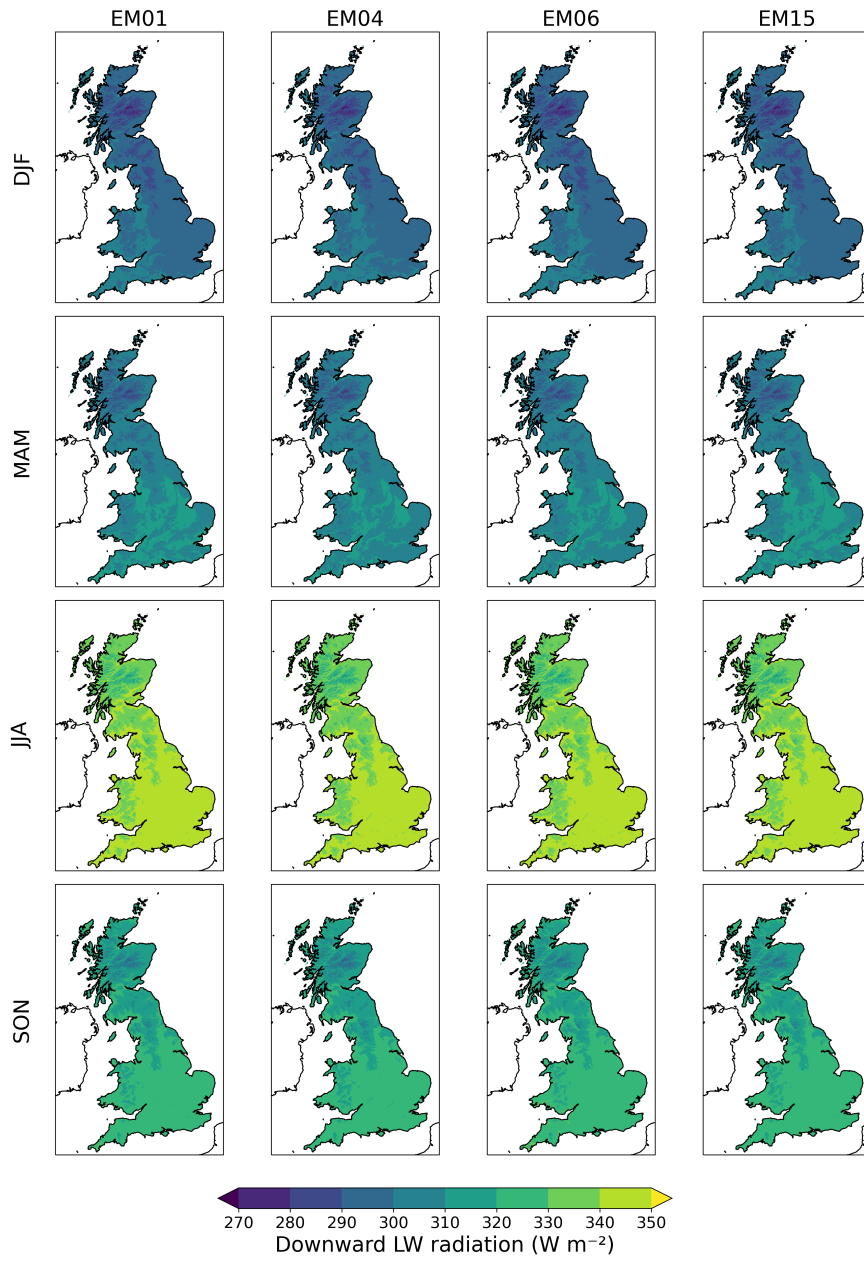 EM01 EM04 EM06 EM15
DJF
MAM
JJA
SON
270 280 290 300 310 320 330 340 350
Downward LW radiation (W m⁻²)